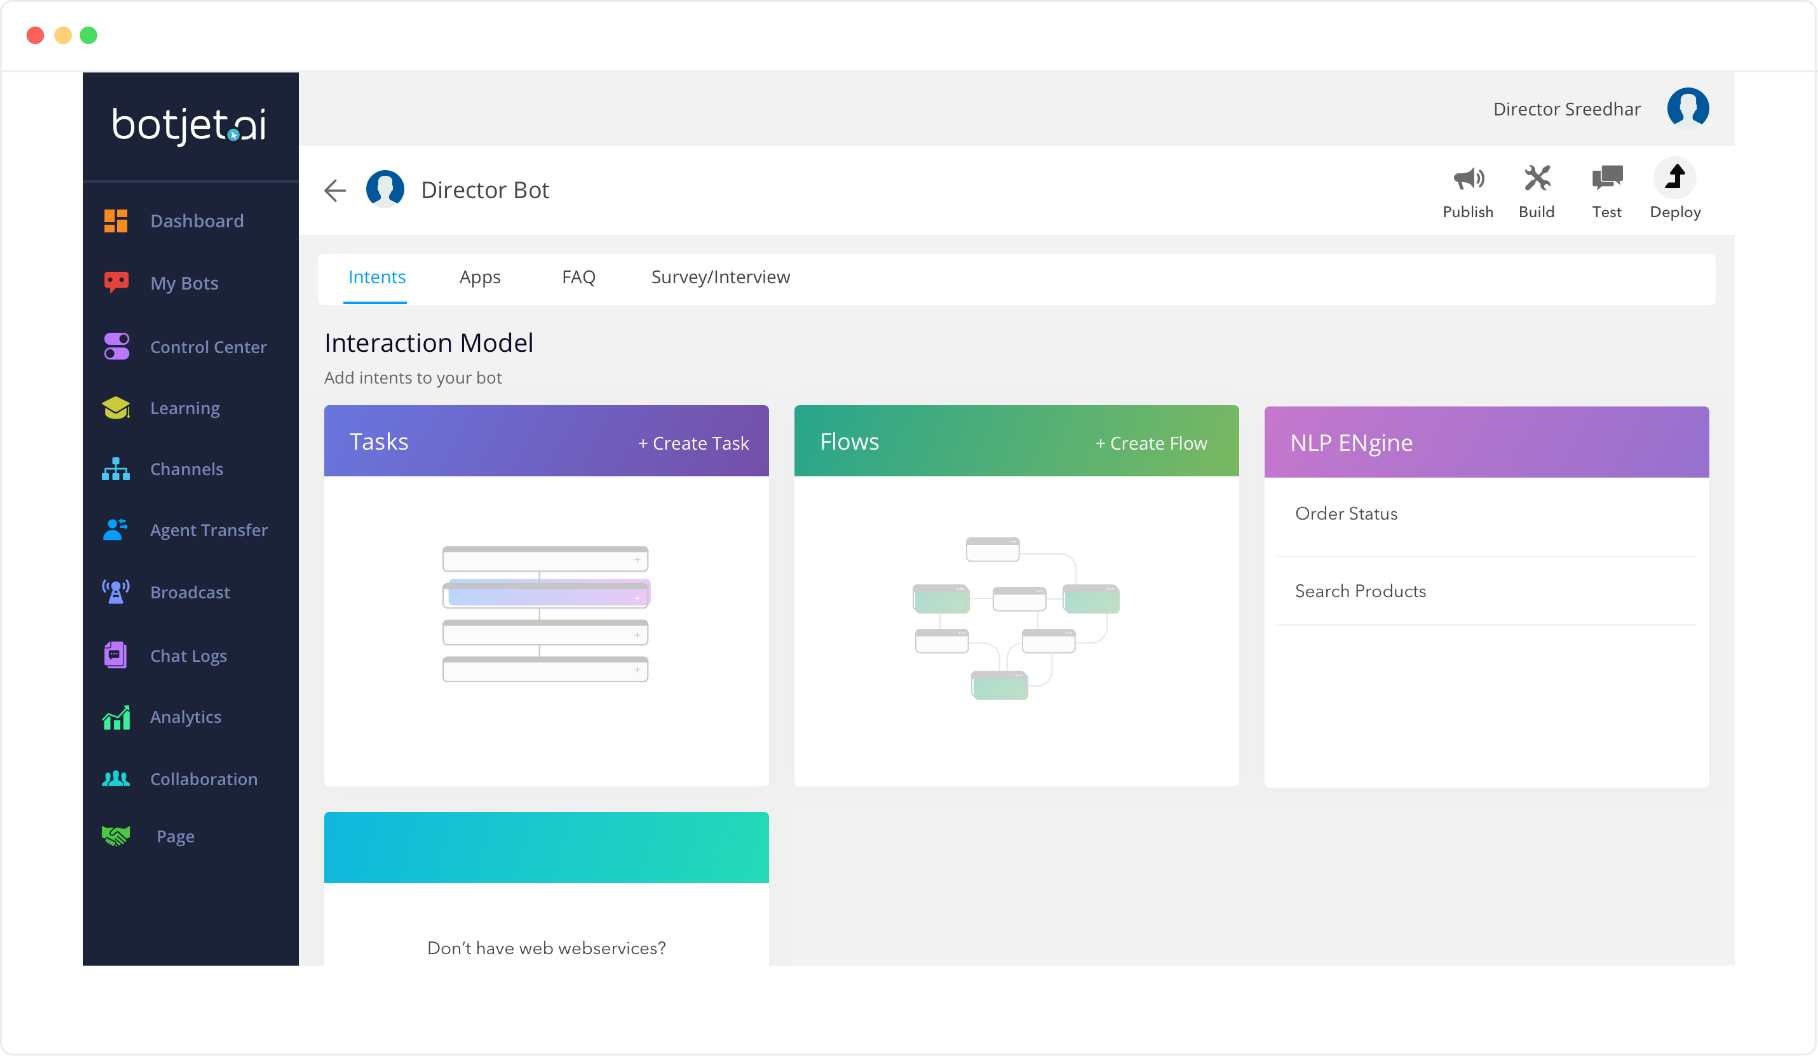 botjet.ai
Director Sreedhar
Director Bot
Publish
Build
Test
Deploy
Dashboard
My Bots
Control Center
Learning
Channels
Agent Transfer
Broadcast
Chat Logs
Analytics
Collaboration
Page
Intents
Apps
FAQ
Survey/Interview
Interaction Model
Add intents to your bot
Tasks
+ Create Task
Flows
+ Create Flow
NLP ENgine
Order Status
Search Products
Don’t have web webservices?